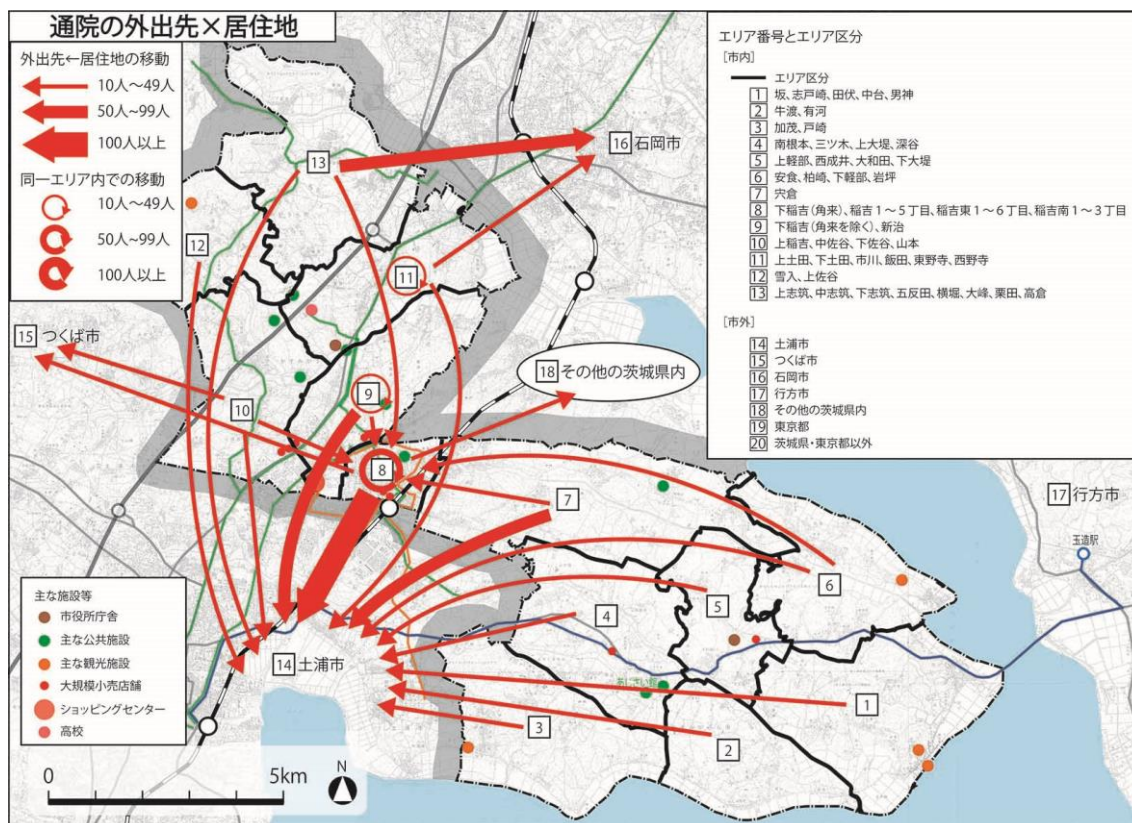 通院の外出先×居住地
外出先←居住地の移動
10人～49人
50人～99人
100人以上
同一エリア内での移動
10人～49人
50人～99人
100人以上
エリア番号とエリア区分
[市内]
エリア区分
1 坂、志戸崎、田伏、中台、男神
2 牛渡、有河
3 加茂、戸崎
4 南根本、三ツ木、上大堤、深谷
5 上軽部、西成井、大和田、下大堤
6 安食、柏崎、下軽部、岩坪
7 宍倉
8 下稲吉(角来)、稲吉1～5丁目、稲吉東1～6丁目、稲吉南1～3丁目
9 下稲吉(角来を除く)、新治
10 上稲吉、中佐谷、下佐谷、山本
11 上土田、下土田、市川、飯田、東野寺、西野寺
12 雪入、上佐谷
13 上志筑、中志筑、下志筑、五反田、横堀、大峰、粟田、高倉
[市外]
14 土浦市
15 つくば市
16 石岡市
17 行方市
18 その他の茨城県内
19 東京都
20 茨城県・東京都以外
13
16 石岡市
12
11
15 つくば市
18 その他の茨城県内
9
10
8
7
17 行方市
玉造駅
6
5
4
14 土浦市
あじさい館
1
3
2
主な施設等
市役所庁舎
主な公共施設
主な観光施設
大規模小売店舗
ショッピングセンター
高校
0 5km
N